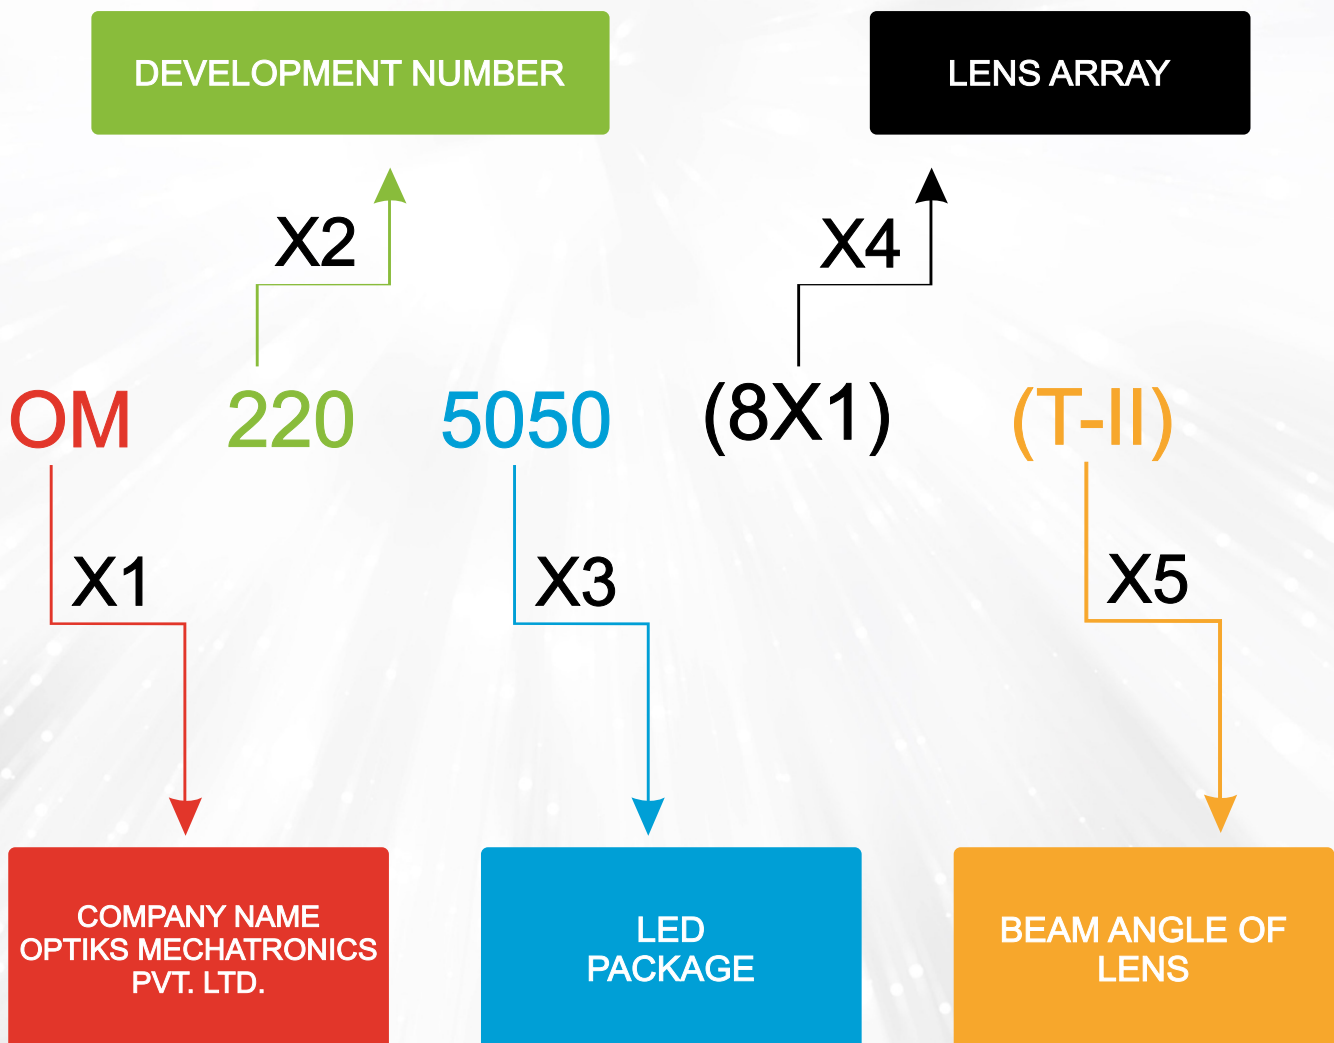 DEVELOPMENT NUMBER
LENS ARRAY
X2
X4
OM 220 5050 (8X1) (T-II)
X1
X3
X5
COMPANY NAME
OPTIKS MECHATRONICS
PVT. LTD.
LED
PACKAGE
BEAM ANGLE OF
LENS